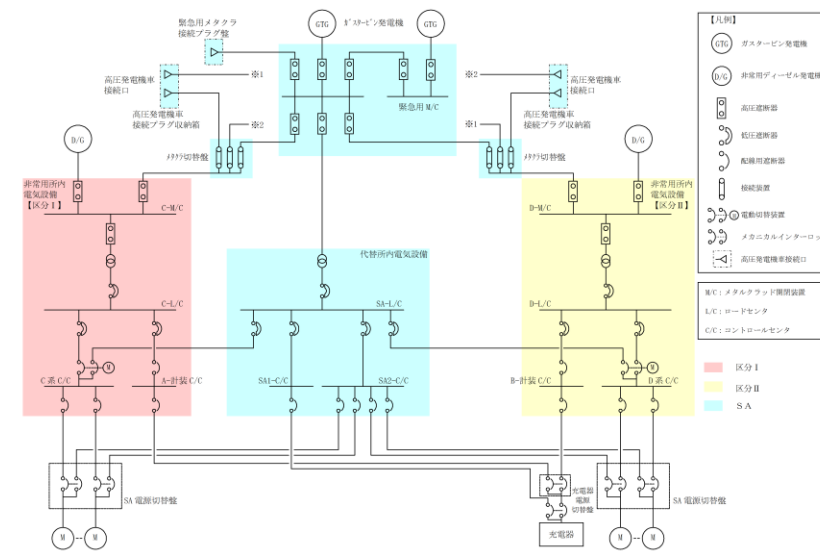 緊急用メタクラ
接続プラグ盤
GTG
ガスタービン発電機
GTG
※1
※2
高圧発電機車
接続口
高圧発電機車
接続口
緊急用 M/C
高圧発電機車
接続プラグ収納箱
※2
※1
高圧発電機車
接続プラグ収納箱
D/G
メタクラ切替盤
メタクラ切替盤
D/G
非常用所内
電気設備
【区分Ⅰ】
C-M/C
D-M/C
非常用所内
電気設備
【区分Ⅱ】
代替所内電気設備
C-L/C
SA-L/C
D-L/C
M
M
C系 C/C
A-計装 C/C
SA1-C/C
SA2-C/C
B-計装 C/C
D系 C/C
SA電源切替盤
充電器
電源
切替盤
SA電源切替盤
M
M
充電器
M
M
【凡例】
GTG
ガスタービン発電機
D/G
非常用ディーゼル発電機
高圧遮断器
低圧遮断器
配線用遮断器
接続装置
M
電動切替装置
メカニカルインターロッ
高圧発電機車接続口
M/C:メタルクラッド開閉装置
L/C:ロードセンタ
C/C:コントロールセンタ
区分Ⅰ
区分Ⅱ
SA